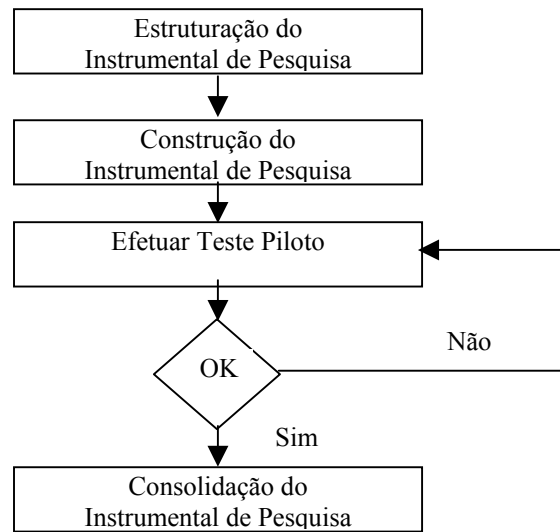 Estruturação do
Instrumental de Pesquisa
Construção do
Instrumental de Pesquisa
Efetuar Teste Piloto
Não
OK
Sim
Consolidação do
Instrumental de Pesquisa